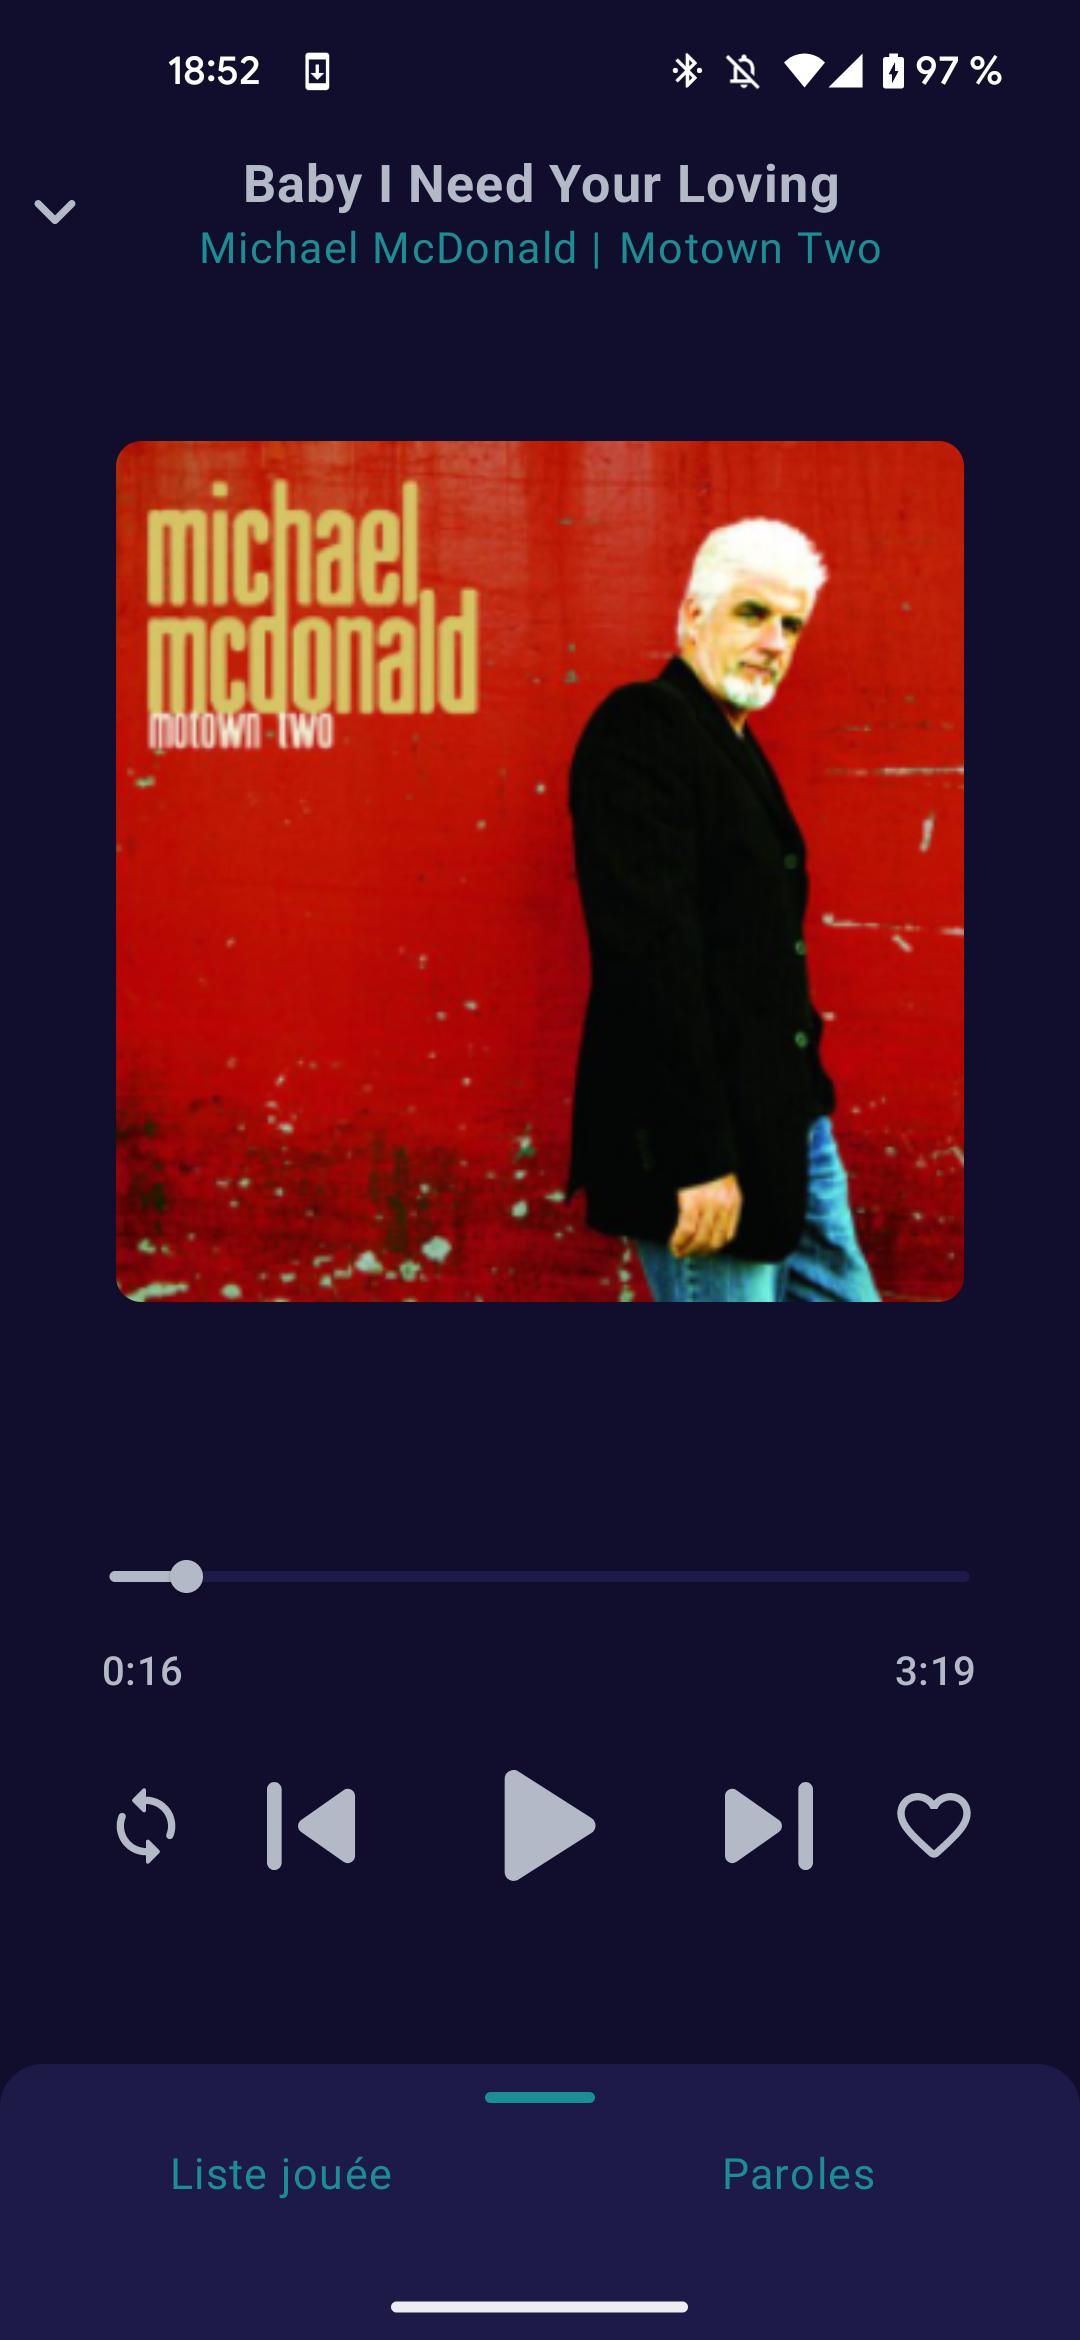 18:52
97 %
Baby I Need Your Loving
Michael McDonald | Motown Two
michael
mcdonald
motown two
0:16
3:19
Liste jouée
Paroles